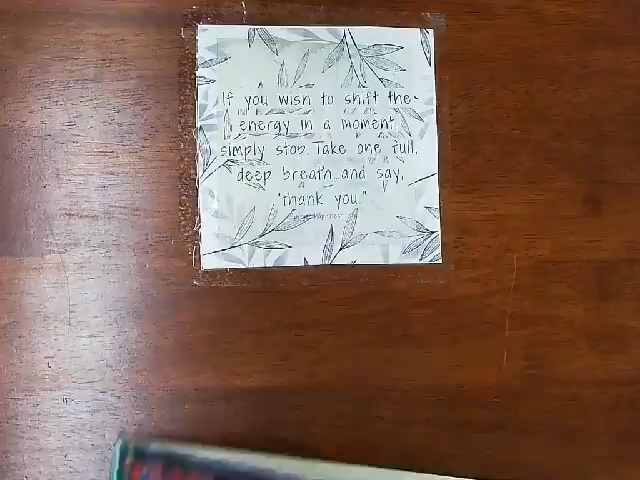 If you wish to shift the
energy in a moment
simply stop. Take one full,
deep breath...and say,
"thank you."